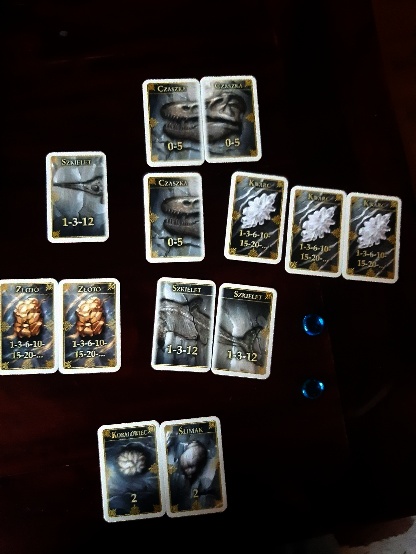 CZASZKA
0-5
CZASZKA
0-5
SZKIELET
1-3-12
CZASZKA
0-5
KWARC
1-3-6-10-
15-20-...
KWARC
1-3-6-10-
15-20-...
KWARC
1-3-6-10-
15-20-
ZŁOTO
1-3-6-10-
15-20-...
ZŁOTO
1-3-6-10-
15-20-...
SZKIELET
1-3-12
SZKIELET
1-3-12
KORALOWIEC
2
ŚLIMAK
2